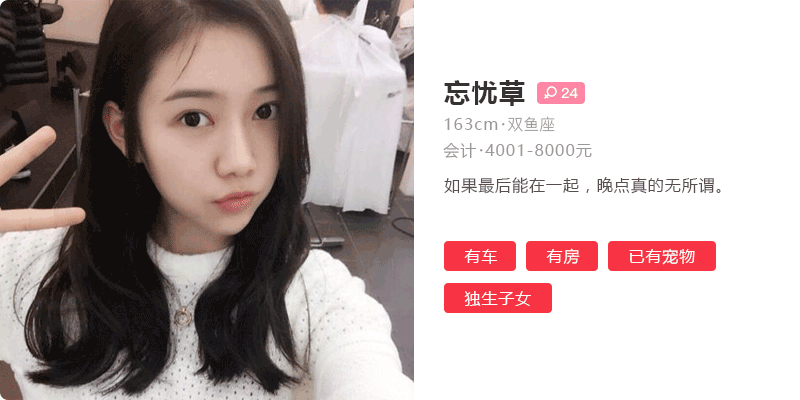 忘忧草 24
163cm·双鱼座
会计·4001-8000元
如果最后能在一起，晚点真的无所谓。
有车 有房 已有宠物
独生子女